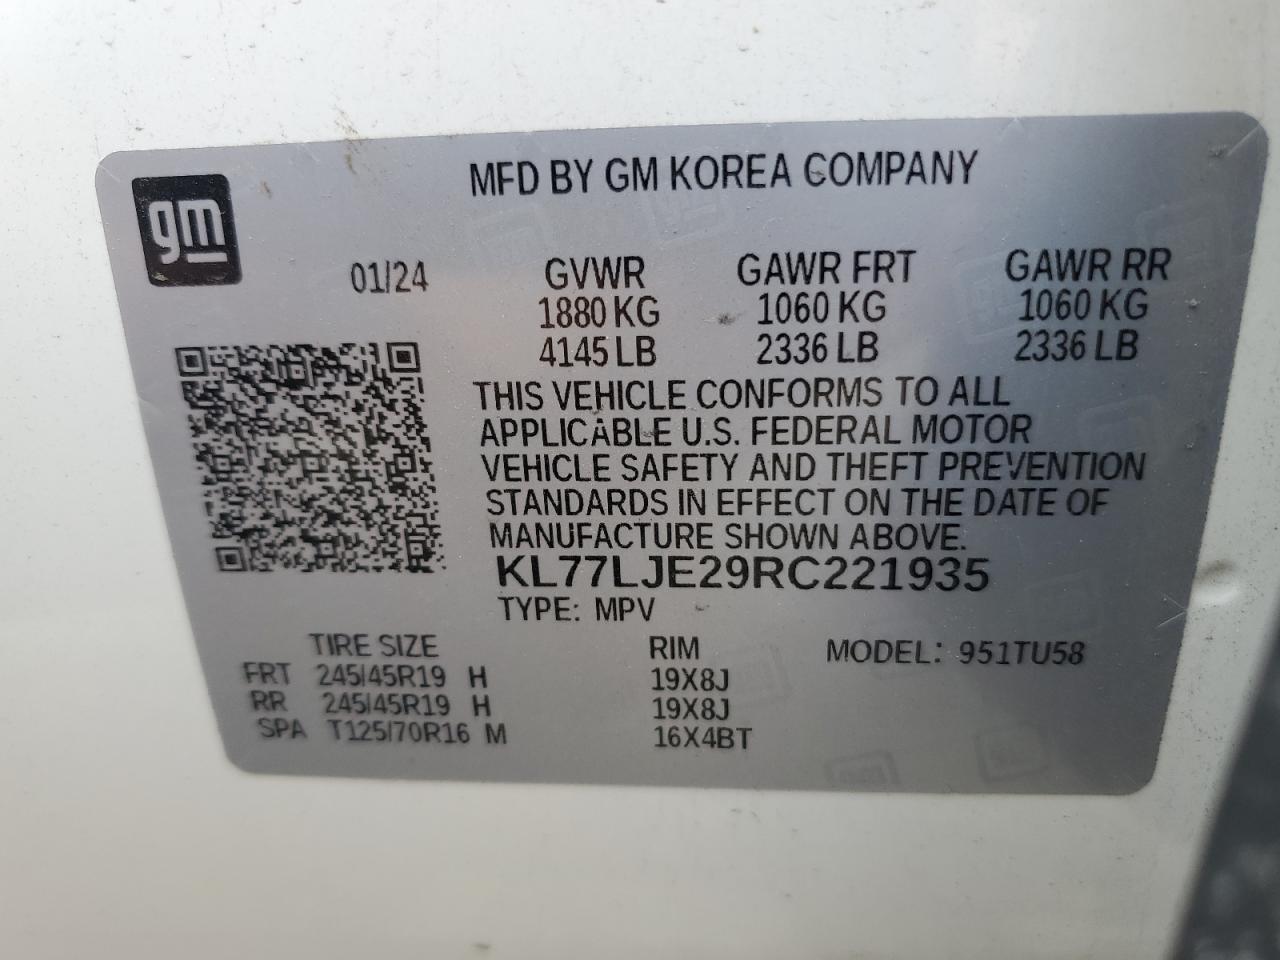 gm
MFD BY GM KOREA COMPANY
01/24 GVWR GAWR FRT GAWR RR
1880 KG 1060 KG 1060 KG
4145 LB 2336 LB 2336 LB
THIS VEHICLE CONFORMS TO ALL
APPLICABLE U.S. FEDERAL MOTOR
VEHICLE SAFETY AND THEFT PREVENTION
STANDARDS IN EFFECT ON THE DATE OF
MANUFACTURE SHOWN ABOVE.
KL77LJE29RC221935
TYPE: MPV
TIRE SIZE RIM MODEL: 951TU58
FRT 245/45R19 H 19X8J
RR 245/45R19 H 19X8J
SPA T125/70R16 M 16X4BT